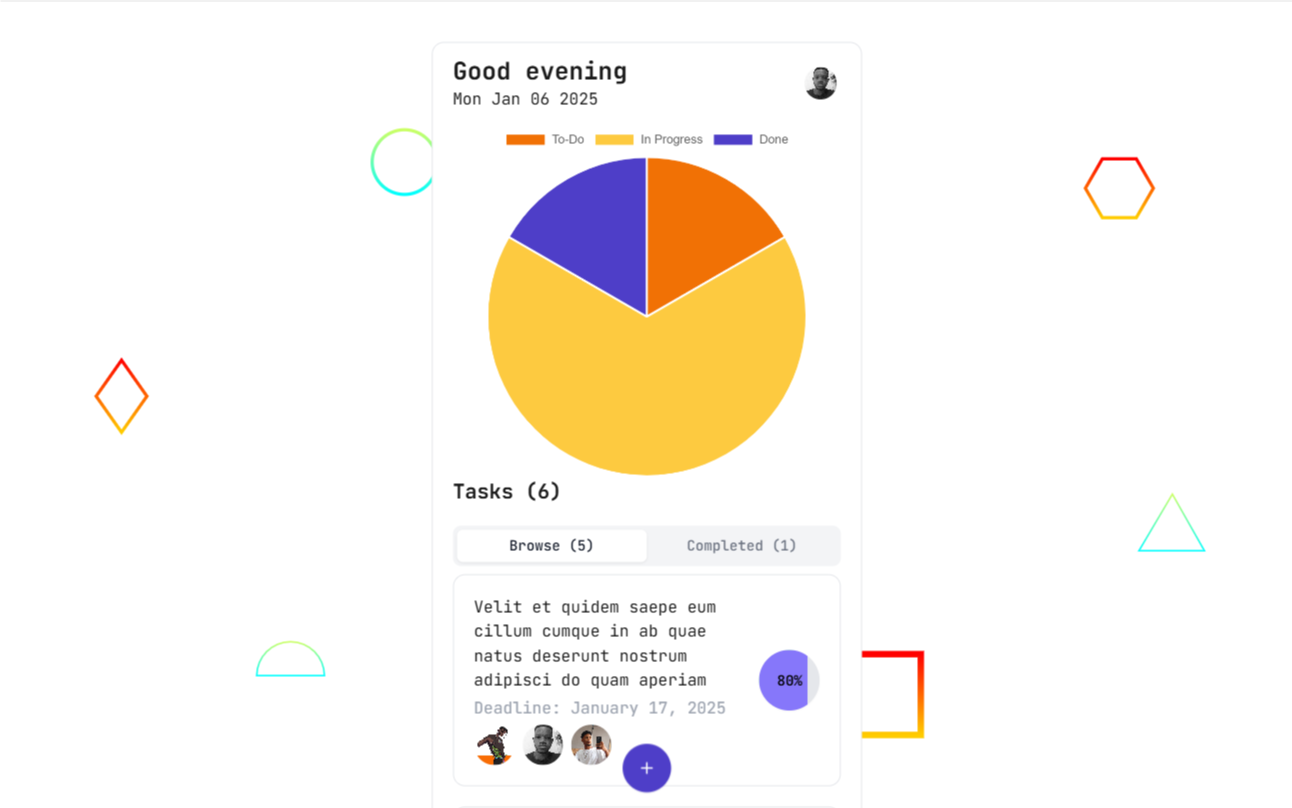 Good evening
Mon Jan 06 2025
To-Do In Progress Done
Tasks (6)
Browse (5) Completed (1)
Velit et quidem saepe eum
cillum cumque in ab quae
natus deserunt nostrum
adipisci do quam aperiam
80%
Deadline: January 17, 2025
+